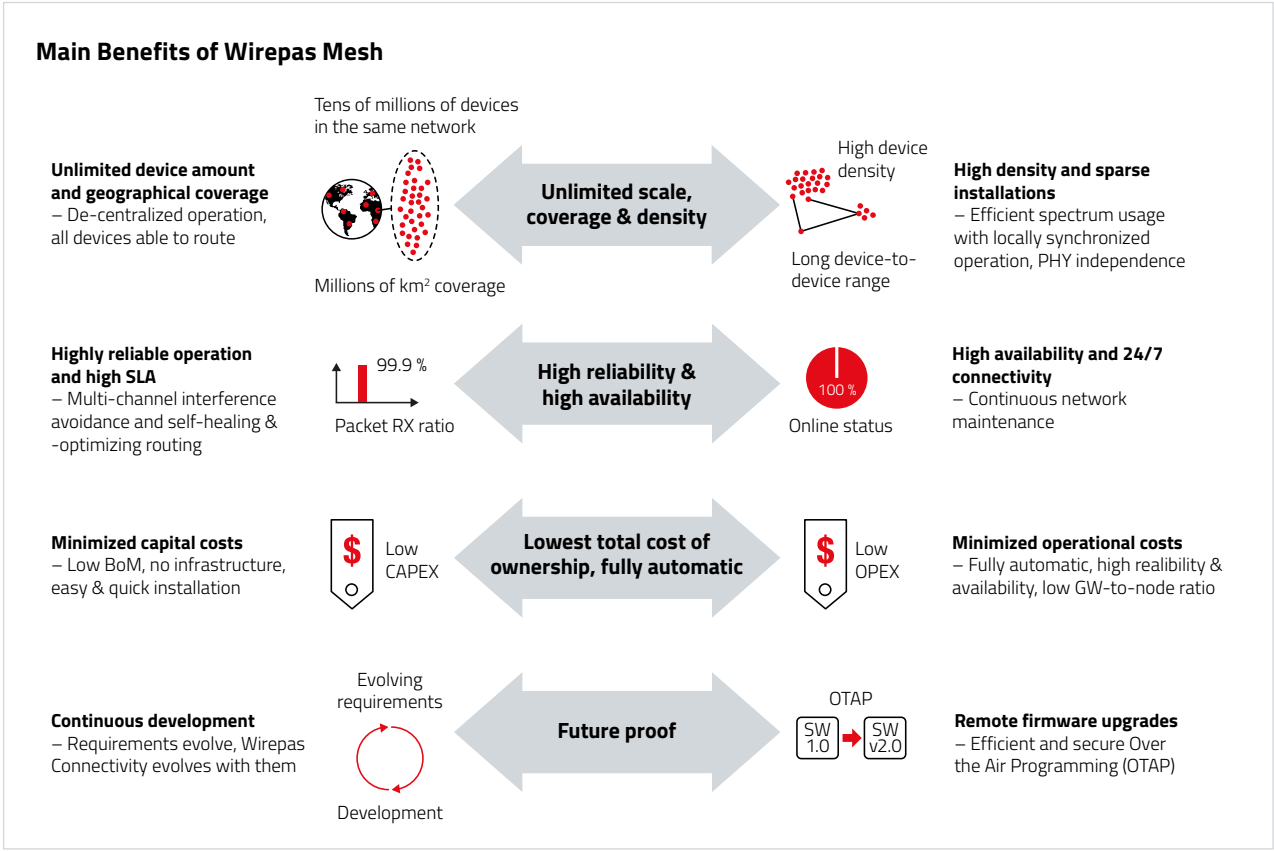 Main Benefits of Wirepas Mesh
Unlimited device amount
and geographical coverage
– De-centralized operation,
all devices able to route
Tens of millions of devices
in the same network
Millions of km² coverage
Unlimited scale,
coverage & density
High device
density
Long device-to-
device range
High density and sparse
installations
– Efficient spectrum usage
with locally synchronized
operation, PHY independence
Highly reliable operation
and high SLA
– Multi-channel interference
avoidance and self-healing &
-optimizing routing
99.9 %
Packet RX ratio
High reliability &
high availability
100 %
Online status
High availability and 24/7
connectivity
– Continuous network
maintenance
Minimized capital costs
– Low BoM, no infrastructure,
easy & quick installation
$
Low
CAPEX
Lowest total cost of
ownership, fully automatic
$
Low
OPEX
Minimized operational costs
– Fully automatic, high realibility &
availability, low GW-to-node ratio
Continuous development
– Requirements evolve, Wirepas
Connectivity evolves with them
Evolving
requirements
Development
Future proof
OTAP
SW
1.0
SW
v2.0
Remote firmware upgrades
– Efficient and secure Over
the Air Programming (OTAP)